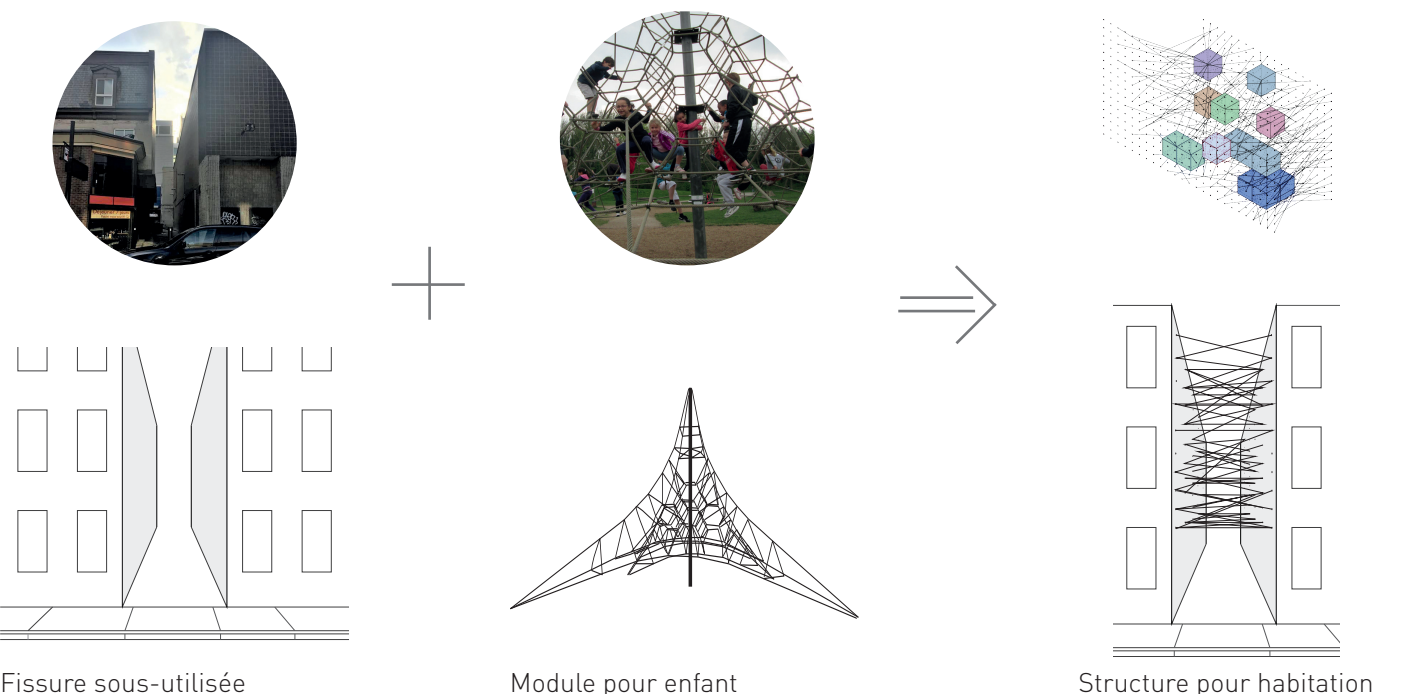 Fissure sous-utilisée
Module pour enfant
Structure pour habitation